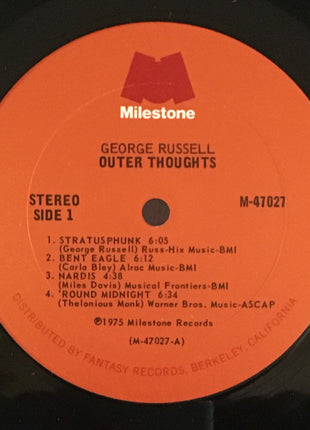 Milestone
GEORGE RUSSELL
OUTER THOUGHTS
STEREO
SIDE 1
M-47027
1. STRATUSPHUNK 6:05
(George Russell) Russ-Hix Music-BMI
2. BENT EAGLE 6:12
(Carla Bley) Alrac Music-BMI
3. NARDIS 4:38
(Miles Davis) Musical Frontiers-BMI
4. 'ROUND MIDNIGHT 6:34
(Thelonious Monk) Warner Bros. Music-ASCAP
Ⓟ1975 Milestone Records
(M-47027-A)
DISTRIBUTED BY FANTASY RECORDS, BERKELEY, CALIFORNIA